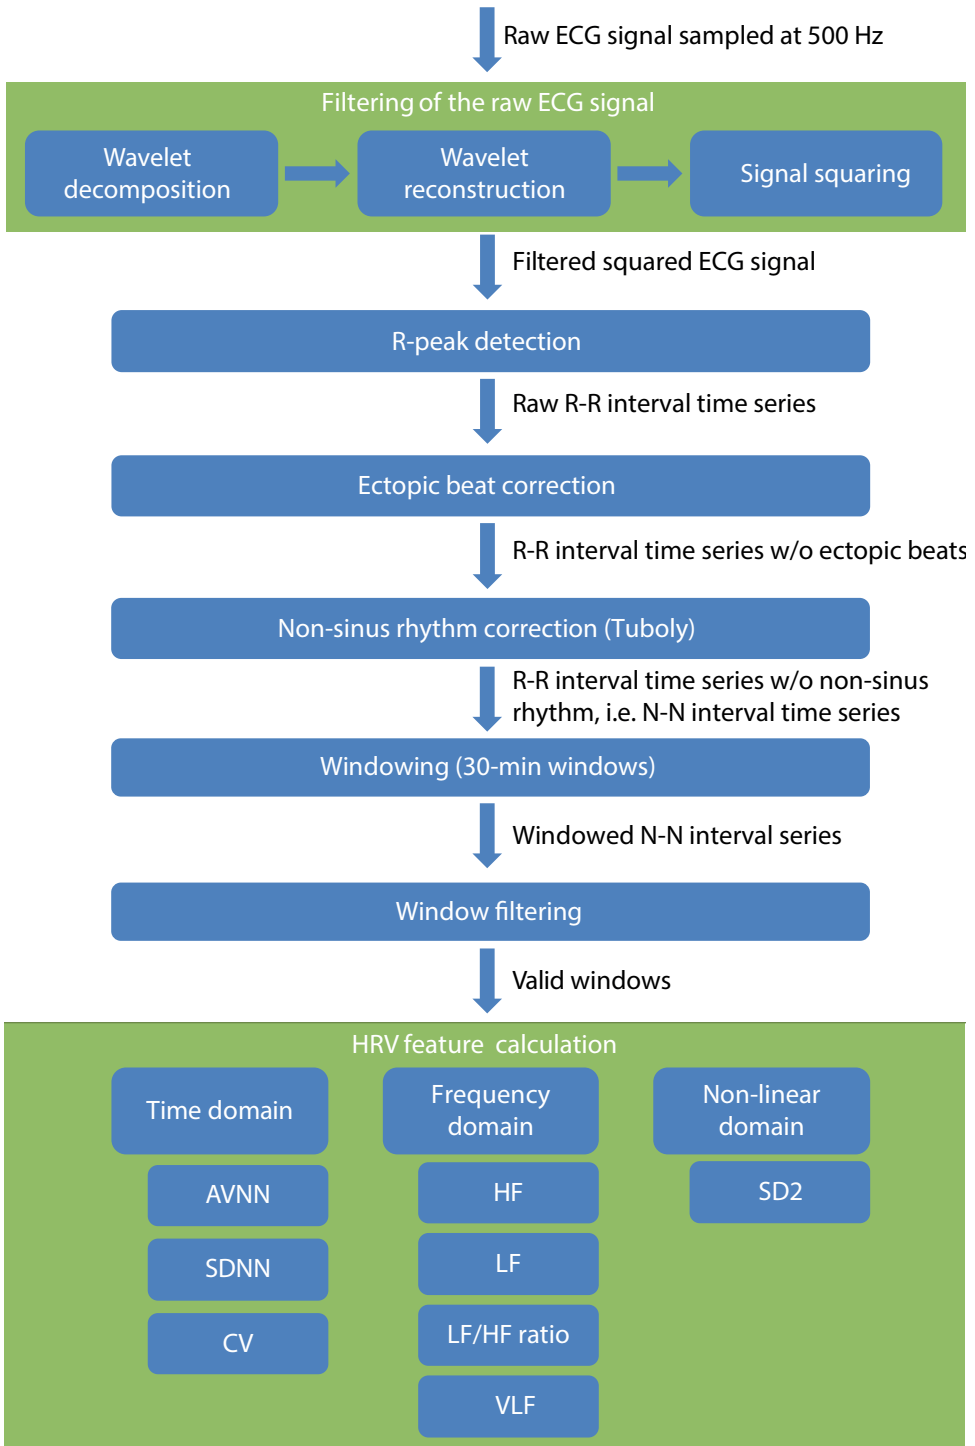 Raw ECG signal sampled at 500 Hz
Filtering of the raw ECG signal
Wavelet
decomposition
Wavelet
reconstruction
Signal squaring
Filtered squared ECG signal
R-peak detection
Raw R-R interval time series
Ectopic beat correction
R-R interval time series w/o ectopic beats
Non-sinus rhythm correction (Tuboly)
R-R interval time series w/o non-sinus
rhythm, i.e. N-N interval time series
Windowing (30-min windows)
Windowed N-N interval series
Window filtering
Valid windows
HRV feature calculation
Time domain
AVNN
SDNN
CV
Frequency
domain
HF
LF
LF/HF ratio
VLF
Non-linear
domain
SD2